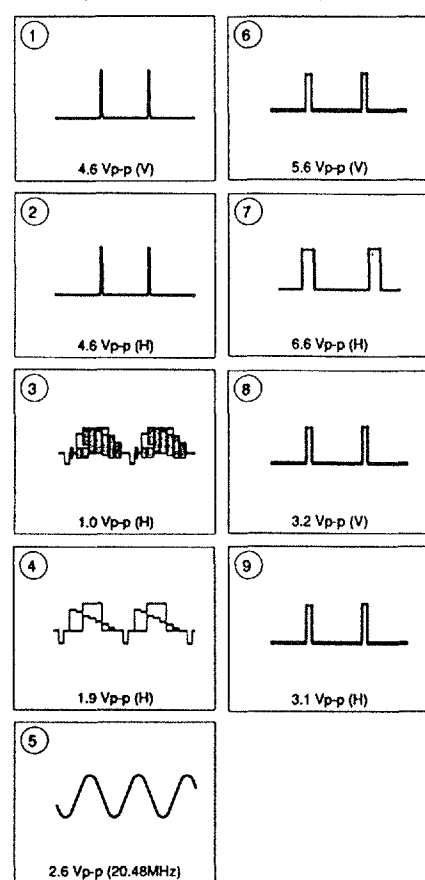 1
4.6 Vp-p (V)
2
4.6 Vp-p (H)
3
1.0 Vp-p (H)
4
1.9 Vp-p (H)
5
2.6 Vp-p (20.48MHz)
6
5.6 Vp-p (V)
7
6.6 Vp-p (H)
8
3.2 Vp-p (V)
9
3.1 Vp-p (H)